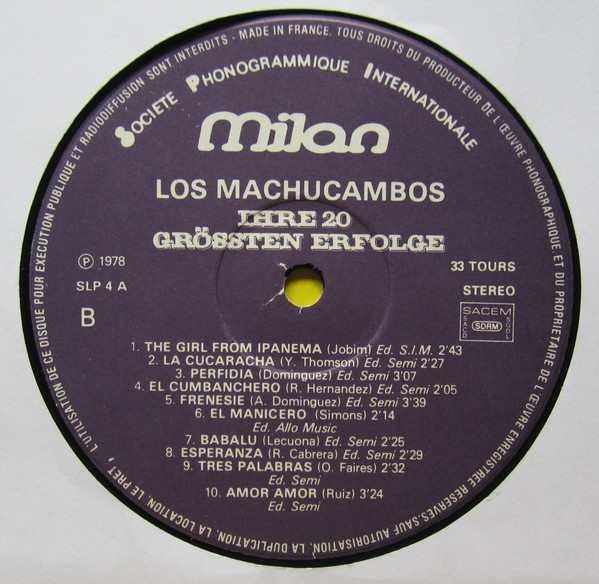 L'UTILISATION DE CE DISQUE POUR EXECUTION PUBLIQUE ET RADIODIFFUSION SONT INTERDITS - MADE IN FRANCE. TOUS DROITS DU PRODUCTEUR DE L'ŒUVRE PHONOGRAPHIQUE ET DU PROPRIETAIRE DE L'ŒUVRE ENREGISTREE RESERVES. SAUF AUTORISATION, LA DUPLICATION, LA LOCATION, LE PRET,
SOCIÉTÉ PHONOGRAMMIQUE INTERNATIONALE
Milan
LOS MACHUCAMBOS
IHRE 20
GRÖSSTEN ERFOLGE
Ⓟ 1978
33 TOURS
SLP 4 A
STEREO
B
SACEM
SACD
SDRM
SGDL
1. THE GIRL FROM IPANEMA (Jobim) Ed. S.I.M. 2'43
2. LA CUCARACHA (Y. Thomson) Ed. Semi 2'27
3. PERFIDIA (Dominguez) Ed. Semi 3'07
4. EL CUMBANCHERO (R. Hernandez) Ed. Semi 2'05
5. FRENESIE (A. Dominguez) Ed. Semi 3'39
6. EL MANICERO (Simons) 2'14
Ed. Allo Music
7. BABALU (Lecuona) Ed. Semi 2'25
8. ESPERANZA (R. Cabrera) Ed. Semi 2'29
9. TRES PALABRAS (O. Faires) 2'32
Ed. Semi
10. AMOR AMOR (Ruiz) 3'24
Ed. Semi